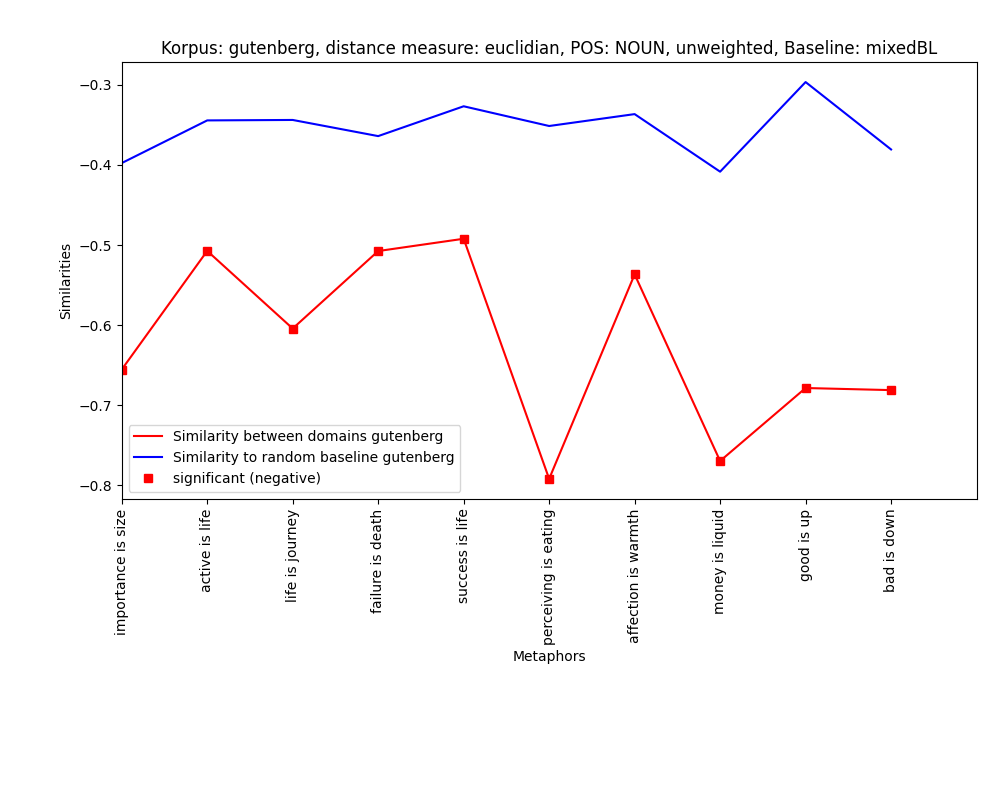 Korpus: gutenberg, distance measure: euclidian, POS: NOUN, unweighted, Baseline: mixedBL
−0.3
−0.4
−0.5
−0.6
−0.7
−0.8
Similarities
Similarity between domains gutenberg
Similarity to random baseline gutenberg
significant (negative)
importance is size
active is life
life is journey
failure is death
success is life
perceiving is eating
affection is warmth
money is liquid
good is up
bad is down
Metaphors